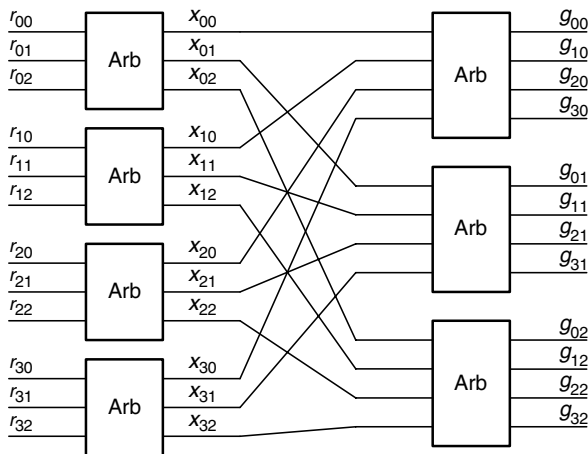 r00 x00 g00
r01 Arb x01 Arb g10
r02 x02 g20
g30
r10 x10
r11 Arb x11 g01
r12 x12 Arb g11
g21
r20 x20 g31
r21 Arb x21
r22 x22
g02
r30 x30 Arb g12
r31 Arb x31 g22
r32 x32 g32